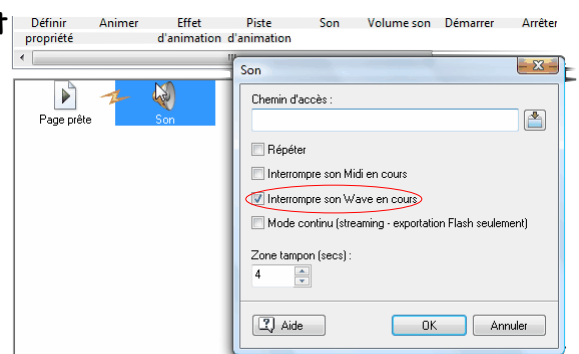 Définir Animer Effet Piste Son Volume son Démarrer Arrêter
propriété d'animation d'animation
Son
Chemin d'accès :
Page prête Son
Répéter
Interrompre son Midi en cours
Interrompre son Wave en cours
Mode continu (streaming - exportation Flash seulement)
Zone tampon (secs) :
4
Aide OK Annuler